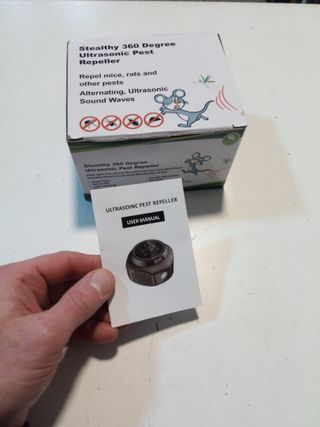 Stealthy 360 Degree
Ultrasonic Pest
Repeller
Repel mice, rats and
other pests
Alternating, Ultrasonic
Sound Waves
Stealthy 360 Degree
Ultrasonic Pest Repeller
ULTRASOINC PEST REPELLER
USER MANUAL